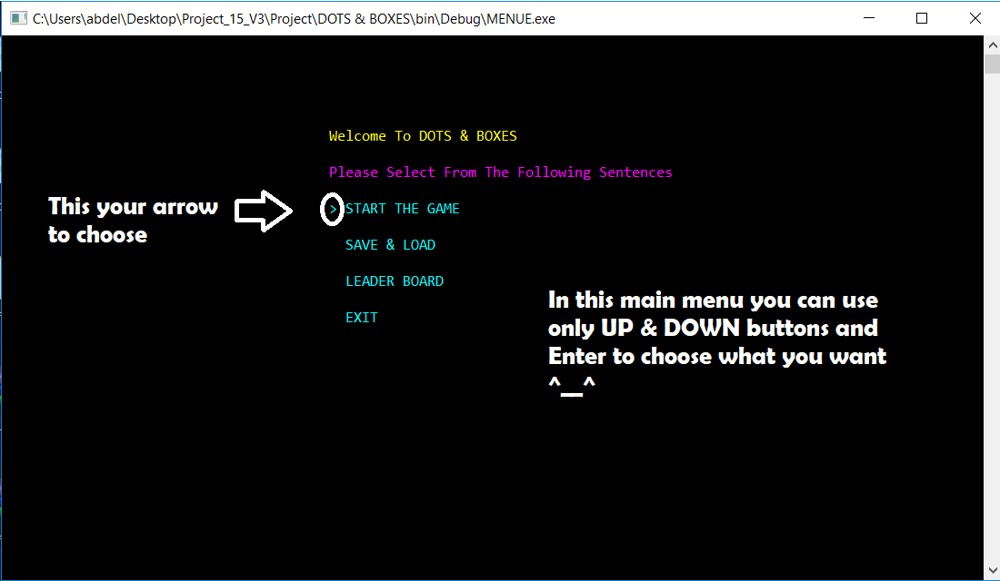 C:\Users\abdel\Desktop\Project_15_V3\Project\DOTS & BOXES\bin\Debug\MENUE.exe
Welcome To DOTS & BOXES
Please Select From The Following Sentences
This your arrow
to choose
>START THE GAME
SAVE & LOAD
LEADER BOARD
EXIT
In this main menu you can use
only UP & DOWN buttons and
Enter to choose what you want
^__^